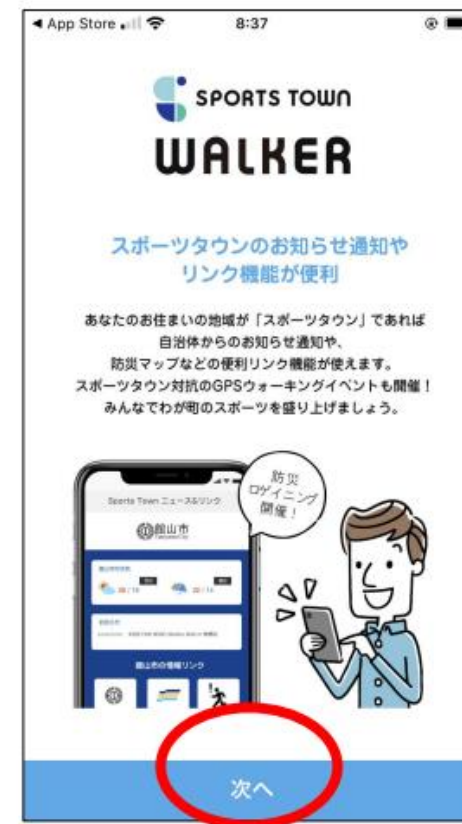 ◀ App Store
8:37
SPORTS TOWN
WALKER
スポーツタウンのお知らせ通知や
リンク機能が便利
あなたのお住まいの地域が「スポーツタウン」であれば
自治体からのお知らせ通知や、
防災マップなどの便利リンク機能が使えます。
スポーツタウン対抗のGPSウォーキングイベントも開催！
みんなでわが町のスポーツを盛り上げましょう。
防災
ロゲイニング
開催！
Sports Town ニュース&リンク
館山市
館山市の情報リンク
次へ